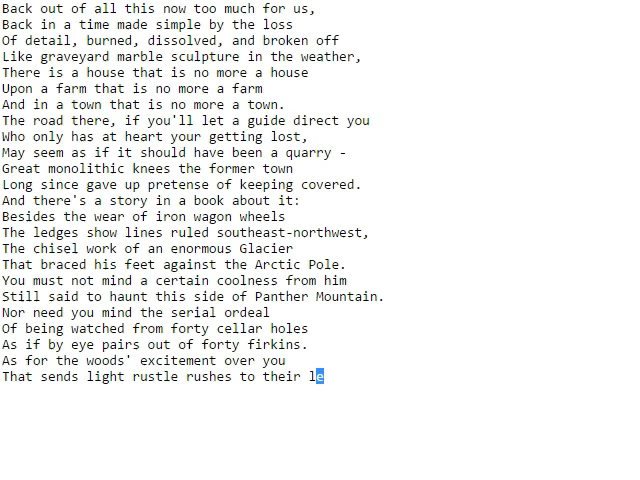 Back out of all this now too much for us,
Back in a time made simple by the loss
Of detail, burned, dissolved, and broken off
Like graveyard marble sculpture in the weather,
There is a house that is no more a house
Upon a farm that is no more a farm
And in a town that is no more a town.
The road there, if you'll let a guide direct you
Who only has at heart your getting lost,
May seem as if it should have been a quarry -
Great monolithic knees the former town
Long since gave up pretense of keeping covered.
And there's a story in a book about it:
Besides the wear of iron wagon wheels
The ledges show lines ruled southeast-northwest,
The chisel work of an enormous Glacier
That braced his feet against the Arctic Pole.
You must not mind a certain coolness from him
Still said to haunt this side of Panther Mountain.
Nor need you mind the serial ordeal
Of being watched from forty cellar holes
As if by eye pairs out of forty firkins.
As for the woods' excitement over you
That sends light rustle rushes to their le